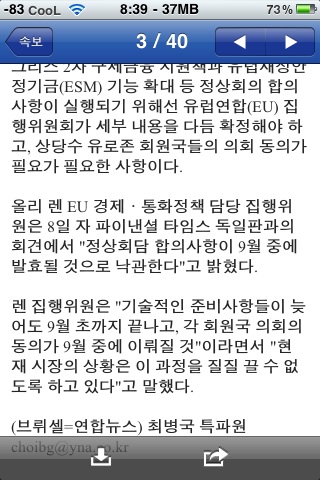 -83 CooL 8:39 - 37MB 73%
속보 3 / 40
그리스 2차 구제금융 지원책과 유럽재정안
정기금(ESM) 기능 확대 등 정상회의 합의
사항이 실행되기 위해선 유럽연합(EU) 집
행위원회가 세부 내용을 다듬 확정해야 하
고, 상당수 유로존 회원국들의 의회 동의가
필요가 필요한 사항이다.
올리 렌 EU 경제ㆍ통화정책 담당 집행위
원은 8일 자 파이낸셜 타임스 독일판과의
회견에서 "정상회담 합의사항이 9월 중에
발효될 것으로 낙관한다"고 밝혔다.
렌 집행위원은 "기술적인 준비사항들이 늦
어도 9월 초까지 끝나고, 각 회원국 의회의
동의가 9월 중에 이뤄질 것"이라면서 "현
재 시장의 상황은 이 과정을 질질 끌 수 없
도록 하고 있다"고 말했다.
(브뤼셀=연합뉴스) 최병국 특파원
choibg@yna.co.kr